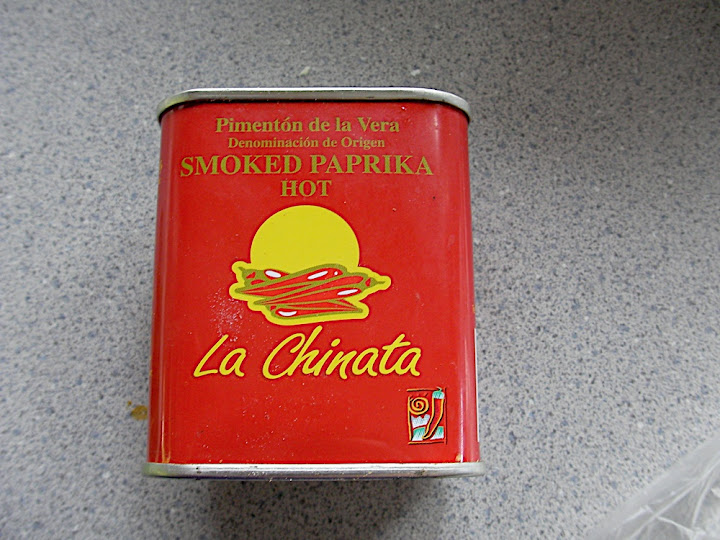 Pimentón de la Vera
Denominación de Origen
SMOKED PAPRIKA
HOT
La Chinata